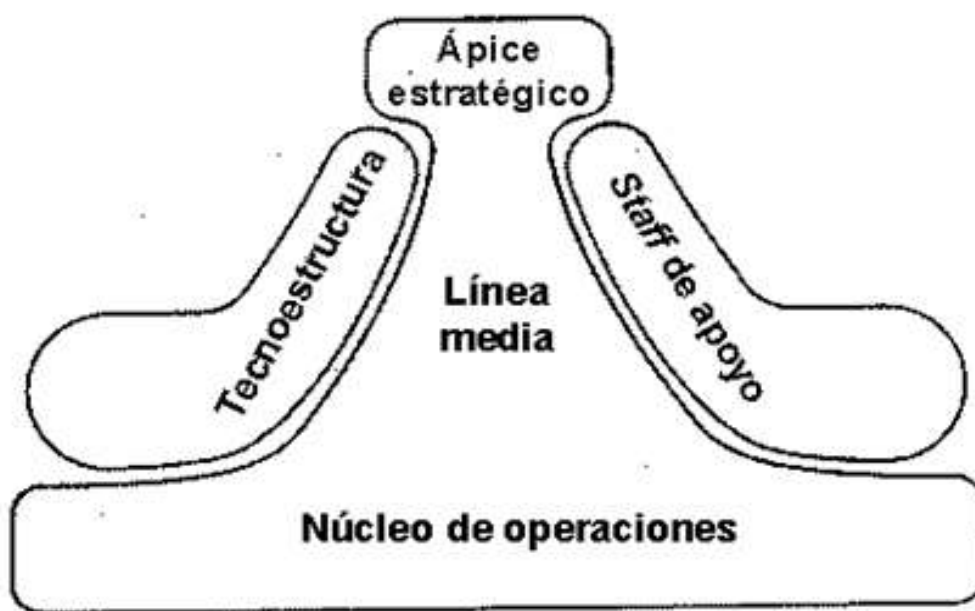 Ápice
estratégico
Tecnoestructura
Línea
media
Staff de apoyo
Núcleo de operaciones